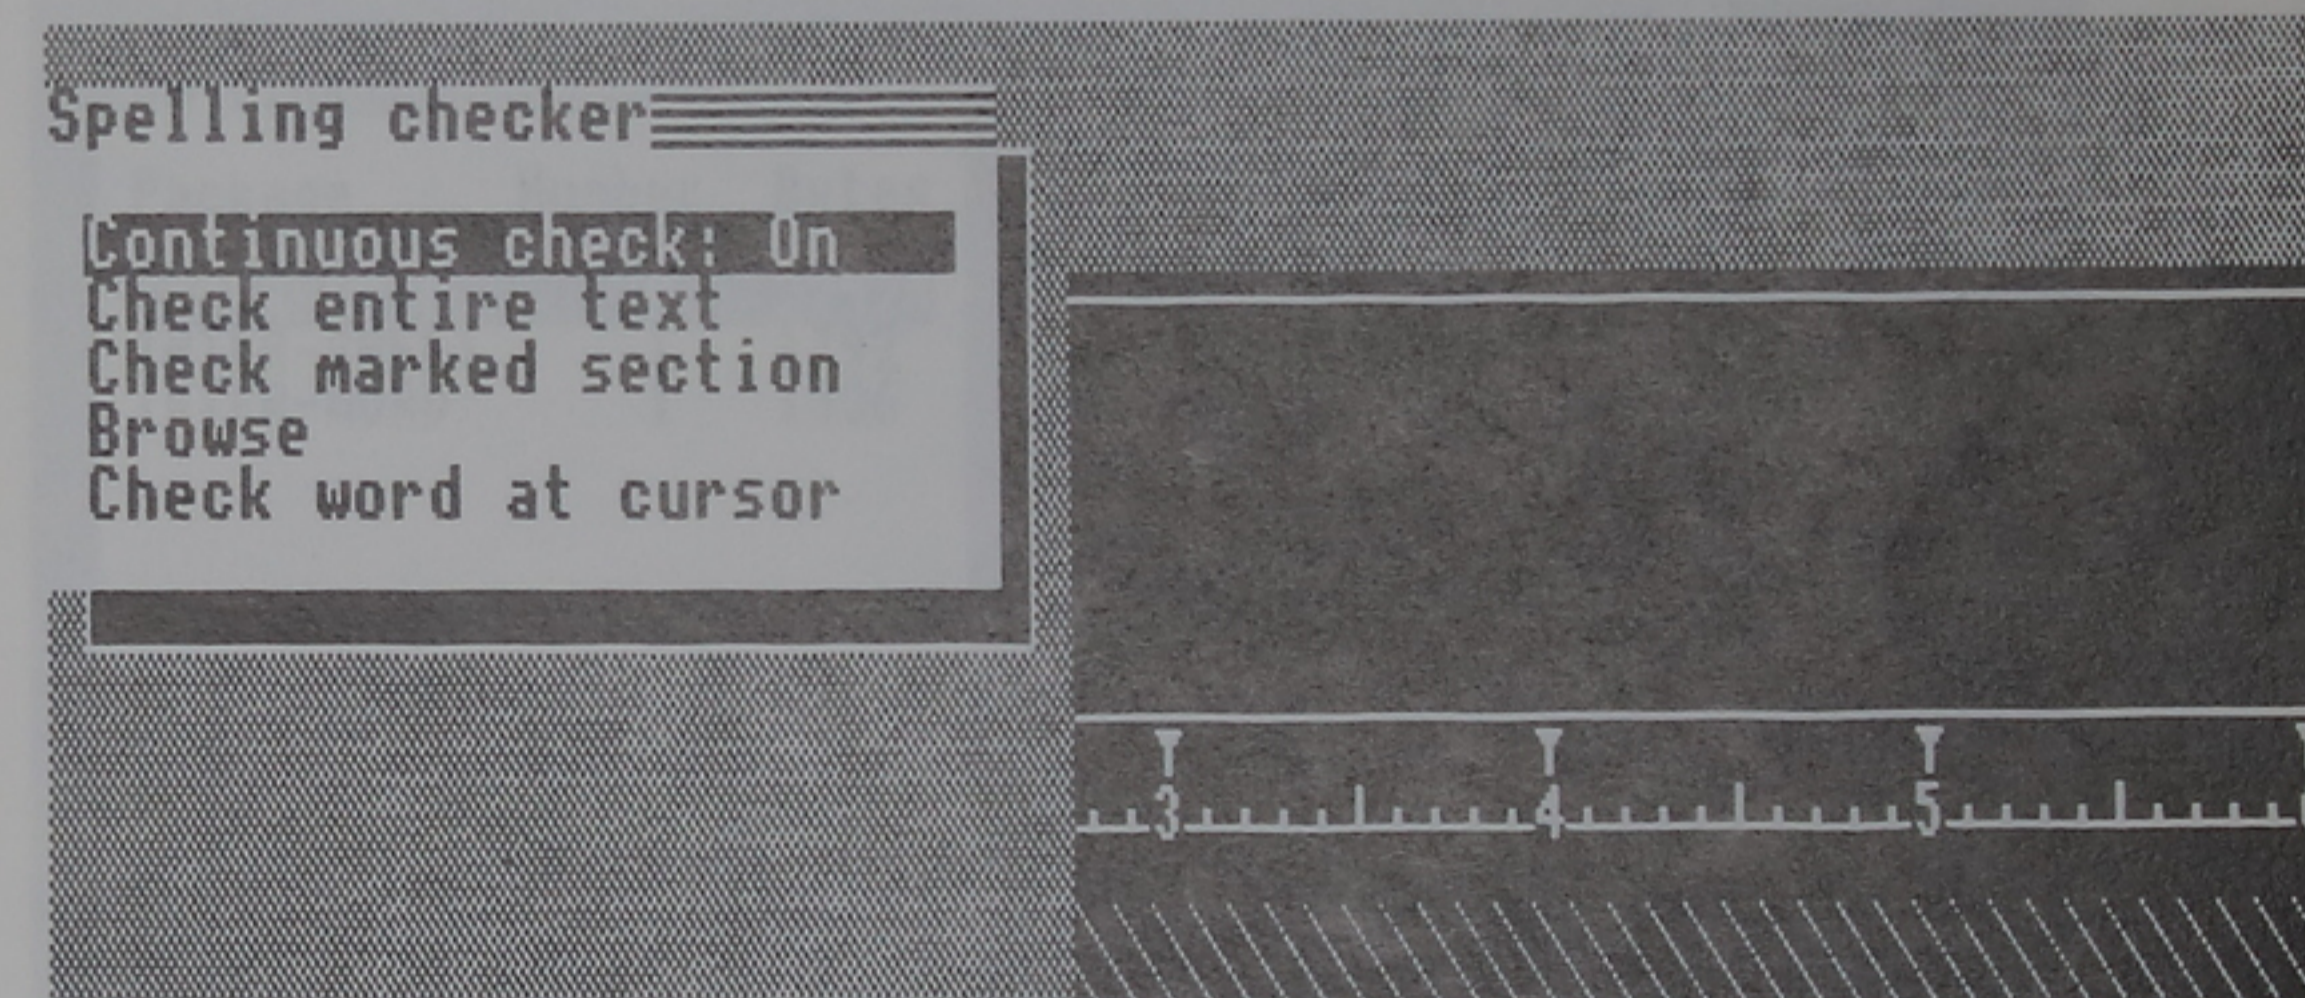 Spelling checker
Continuous check: On
Check entire text
Check marked section
Browse
Check word at cursor
3 4 5